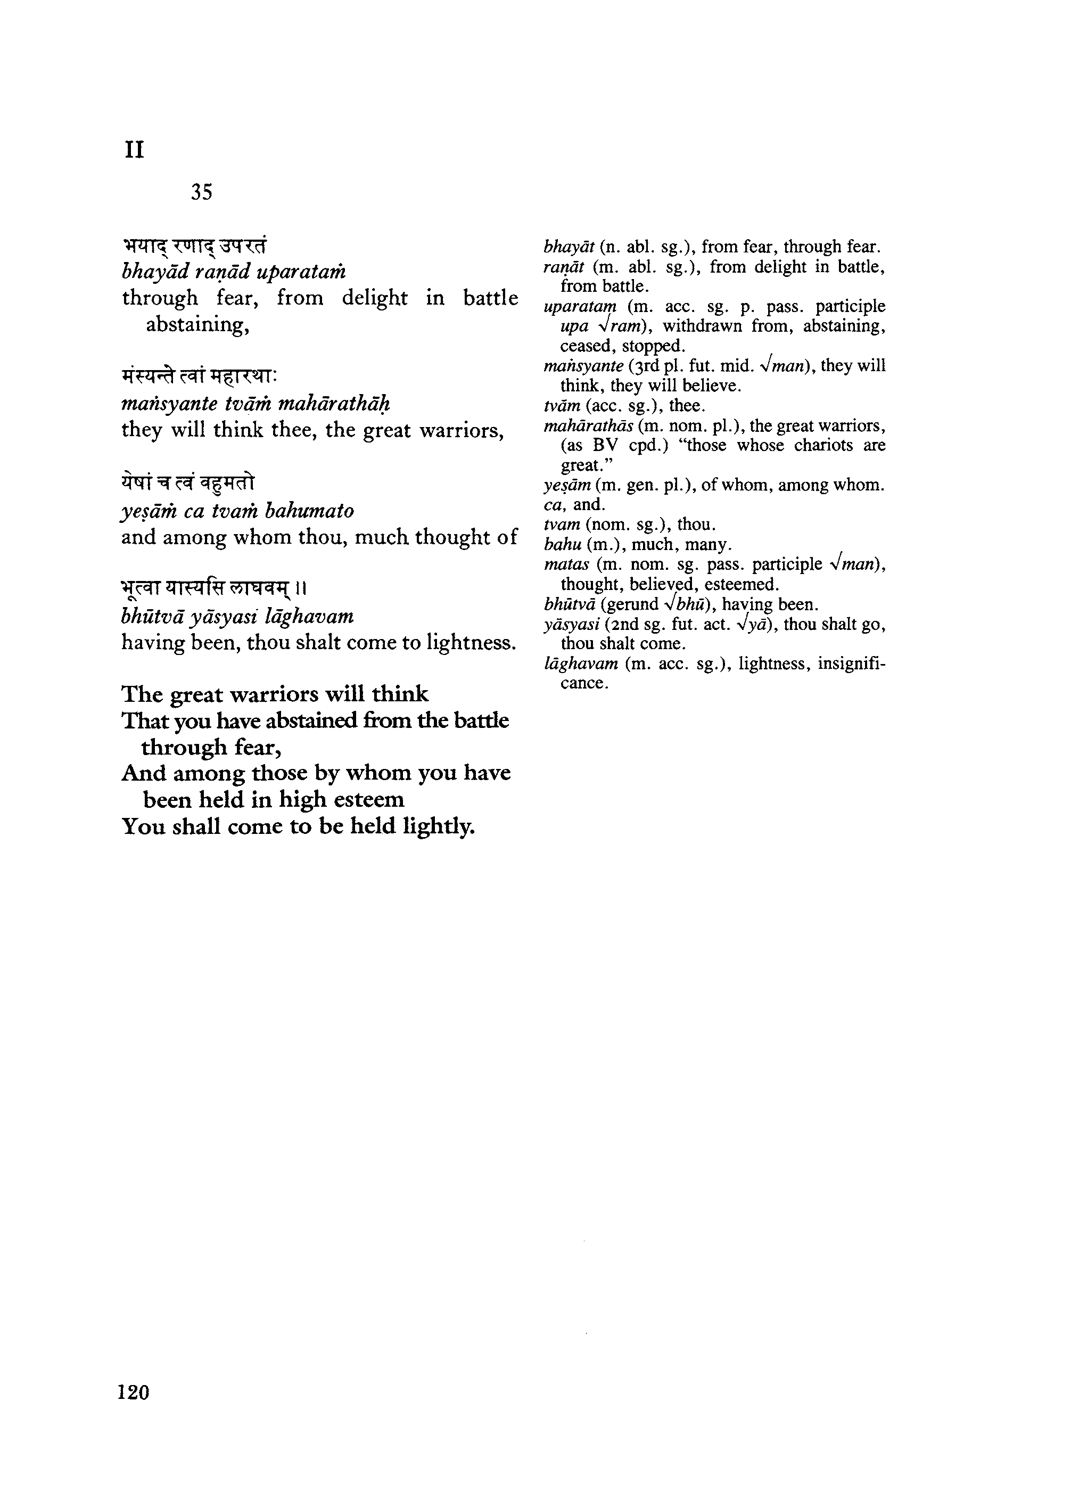 II
35
भयाद् रणाद् उपरतं
bhayād raṇād uparataṁ
through fear, from delight in battle
abstaining,
मंस्यन्ते त्वां महारथाः
maṅsyante tvāṁ mahārathāḥ
they will think thee, the great warriors,
येषां च त्वं बहुमतो
yeṣāṁ ca tvaṁ bahumato
and among whom thou, much thought of
भूत्वा यास्यसि लाघवम् ॥
bhūtvā yāsyasi lāghavam
having been, thou shalt come to lightness.
The great warriors will think
That you have abstained from the battle
through fear,
And among those by whom you have
been held in high esteem
You shall come to be held lightly.
bhayāt (n. abl. sg.), from fear, through fear.
raṇāt (m. abl. sg.), from delight in battle,
from battle.
uparatam (m. acc. sg. p. pass. participle
upa √ram), withdrawn from, abstaining,
ceased, stopped.
maṅsyante (3rd pl. fut. mid. √man), they will
think, they will believe.
tvām (acc. sg.), thee.
mahārathās (m. nom. pl.), the great warriors,
(as BV cpd.) “those whose chariots are
great.”
yeṣām (m. gen. pl.), of whom, among whom.
ca, and.
tvam (nom. sg.), thou.
bahu (m.), much, many.
matas (m. nom. sg. pass. participle √man),
thought, believed, esteemed.
bhūtvā (gerund √bhū), having been.
yāsyasi (2nd sg. fut. act. √yā), thou shalt go,
thou shalt come.
lāghavam (m. acc. sg.), lightness, insignifi-
cance.
120